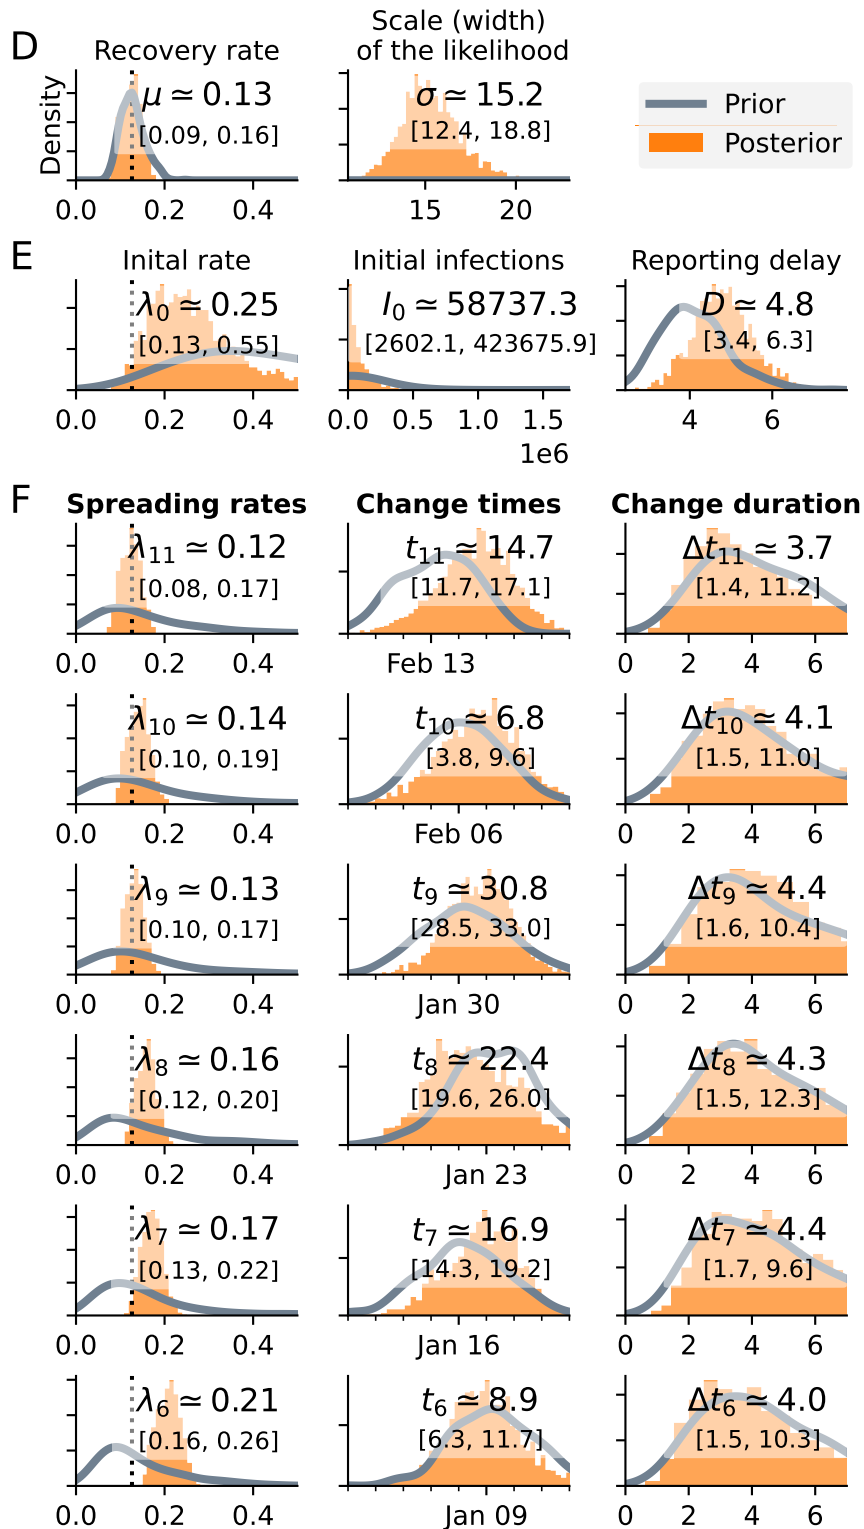 D
Recovery rate
Scale (width)
of the likelihood
Density
μ ≃ 0.13
[0.09, 0.16]
σ ≃ 15.2
[12.4, 18.8]
Prior
Posterior
0.0 0.2 0.4
15 20
E
Inital rate
Initial infections
Reporting delay
λ0 ≃ 0.25
[0.13, 0.55]
I0 ≃ 58737.3
[2602.1, 423675.9]
D ≃ 4.8
[3.4, 6.3]
0.0 0.2 0.4
0.0 0.5 1.0 1.5
1e6
4 6
F
Spreading rates
Change times
Change duration
λ11 ≃ 0.12
[0.08, 0.17]
t11 ≃ 14.7
[11.7, 17.1]
Δt11 ≃ 3.7
[1.4, 11.2]
0.0 0.2 0.4
Feb 13
0 2 4 6
λ10 ≃ 0.14
[0.10, 0.19]
t10 ≃ 6.8
[3.8, 9.6]
Δt10 ≃ 4.1
[1.5, 11.0]
0.0 0.2 0.4
Feb 06
0 2 4 6
λ9 ≃ 0.13
[0.10, 0.17]
t9 ≃ 30.8
[28.5, 33.0]
Δt9 ≃ 4.4
[1.6, 10.4]
0.0 0.2 0.4
Jan 30
0 2 4 6
λ8 ≃ 0.16
[0.12, 0.20]
t8 ≃ 22.4
[19.6, 26.0]
Δt8 ≃ 4.3
[1.5, 12.3]
0.0 0.2 0.4
Jan 23
0 2 4 6
λ7 ≃ 0.17
[0.13, 0.22]
t7 ≃ 16.9
[14.3, 19.2]
Δt7 ≃ 4.4
[1.7, 9.6]
0.0 0.2 0.4
Jan 16
0 2 4 6
λ6 ≃ 0.21
[0.16, 0.26]
t6 ≃ 8.9
[6.3, 11.7]
Δt6 ≃ 4.0
[1.5, 10.3]
0.0 0.2 0.4
Jan 09
0 2 4 6